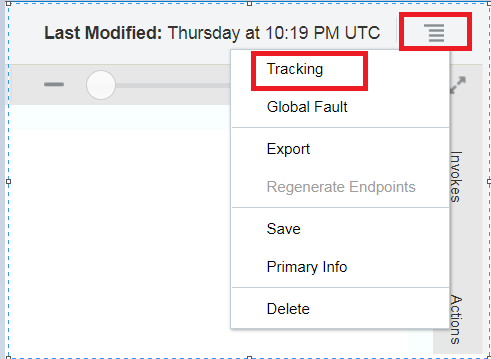 Last Modified: Thursday at 10:19 PM UTC
Tracking
Global Fault
Export
Regenerate Endpoints
Save
Primary Info
Delete
Invokes
Actions